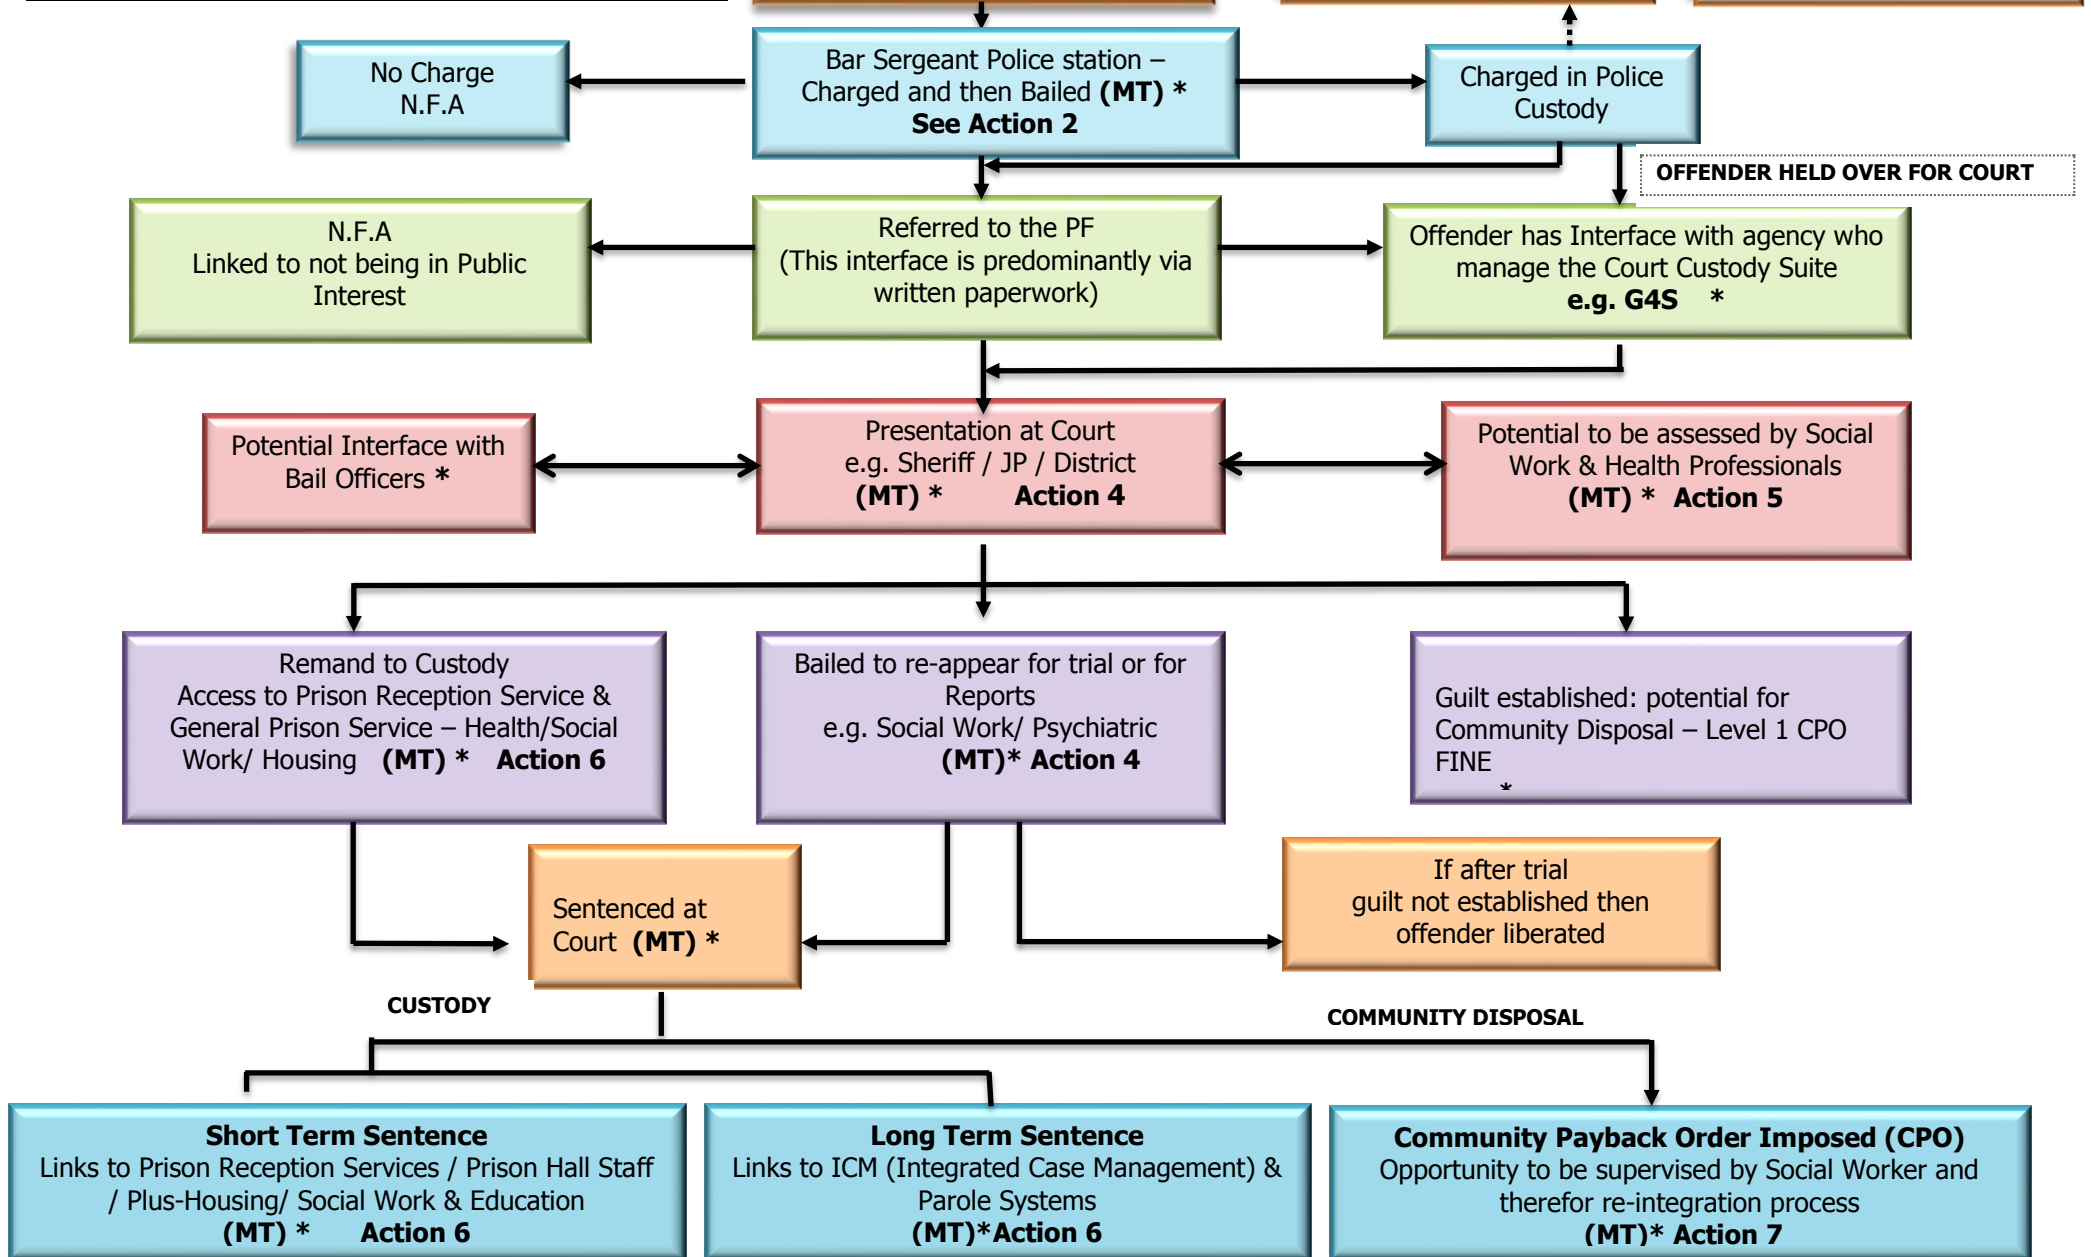 No Charge
N.F.A
Bar Sergeant Police station –
Charged and then Bailed (MT) *
See Action 2
Charged in Police
Custody
OFFENDER HELD OVER FOR COURT
N.F.A
Linked to not being in Public
Interest
Referred to the PF
(This interface is predominantly via
written paperwork)
Offender has Interface with agency who
manage the Court Custody Suite
e.g. G4S *
Potential Interface with
Bail Officers *
Presentation at Court
e.g. Sheriff / JP / District
(MT) * Action 4
Potential to be assessed by Social
Work & Health Professionals
(MT) * Action 5
Remand to Custody
Access to Prison Reception Service &
General Prison Service – Health/Social
Work/ Housing (MT) * Action 6
Bailed to re-appear for trial or for
Reports
e.g. Social Work/ Psychiatric
(MT)* Action 4
Guilt established: potential for
Community Disposal – Level 1 CPO
FINE
*
Sentenced at
Court (MT) *
If after trial
guilt not established then
offender liberated
CUSTODY
COMMUNITY DISPOSAL
Short Term Sentence
Links to Prison Reception Services / Prison Hall Staff
/ Plus-Housing/ Social Work & Education
(MT) * Action 6
Long Term Sentence
Links to ICM (Integrated Case Management) &
Parole Systems
(MT)*Action 6
Community Payback Order Imposed (CPO)
Opportunity to be supervised by Social Worker and
therefor re-integration process
(MT)* Action 7